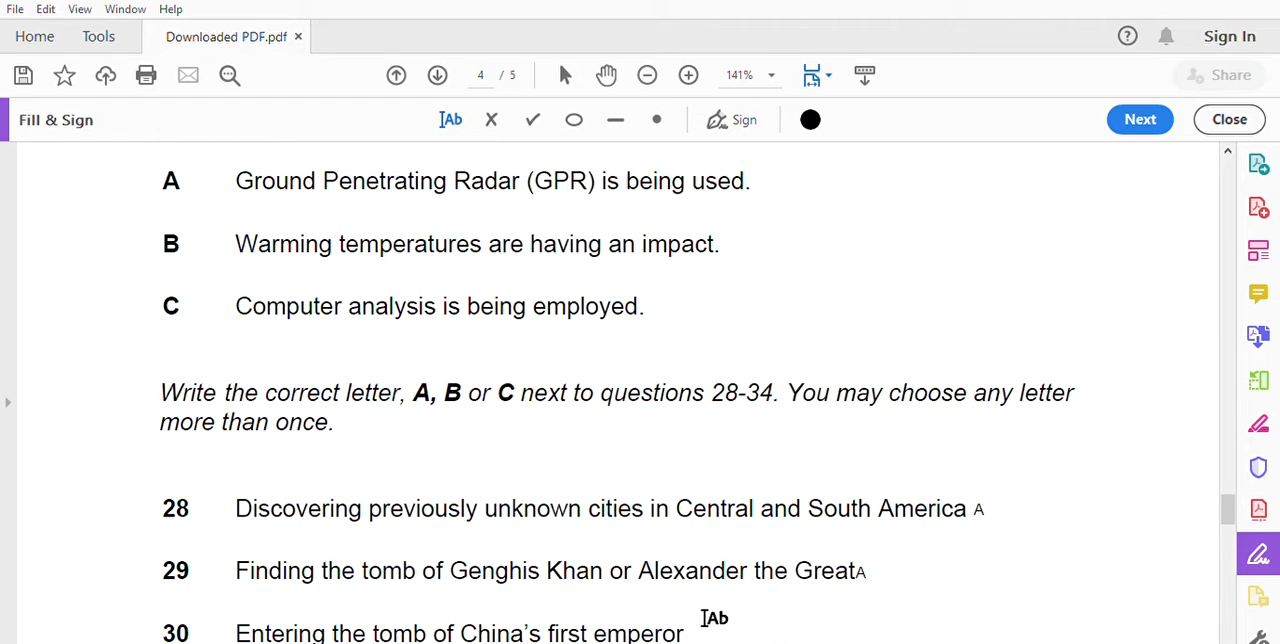 File Edit View Window Help
Home Tools Downloaded PDF.pdf × ? Sign In
4 / 5 141% Share
Fill & Sign Ab Sign Next Close
A Ground Penetrating Radar (GPR) is being used.
B Warming temperatures are having an impact.
C Computer analysis is being employed.
Write the correct letter, A, B or C next to questions 28-34. You may choose any letter
more than once.
28 Discovering previously unknown cities in Central and South America A
29 Finding the tomb of Genghis Khan or Alexander the GreatA
Ab
30 Entering the tomb of China's first emperor